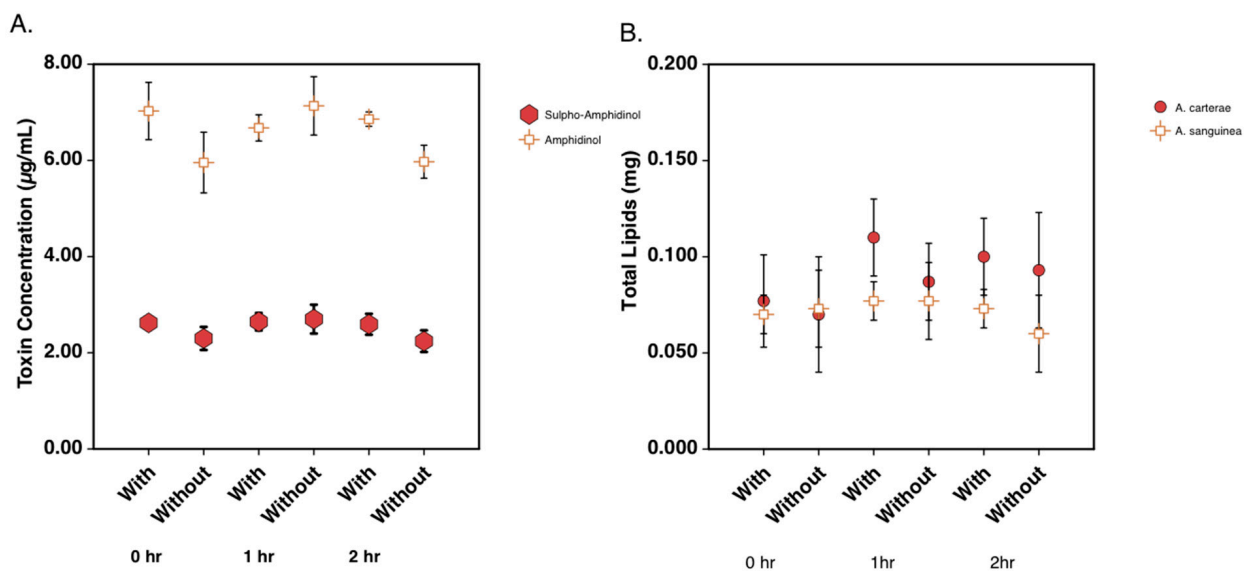 A.
8.00
6.00
4.00
2.00
0.00
Toxin Concentration (µg/mL)
With
Without
With
Without
With
Without
0 hr
1 hr
2 hr
Sulpho-Amphidinol
Amphidinol
B.
0.200
0.150
0.100
0.050
0.000
Total Lipids (mg)
With
Without
With
Without
With
Without
0 hr
1hr
2hr
A. carterae
A. sanguinea